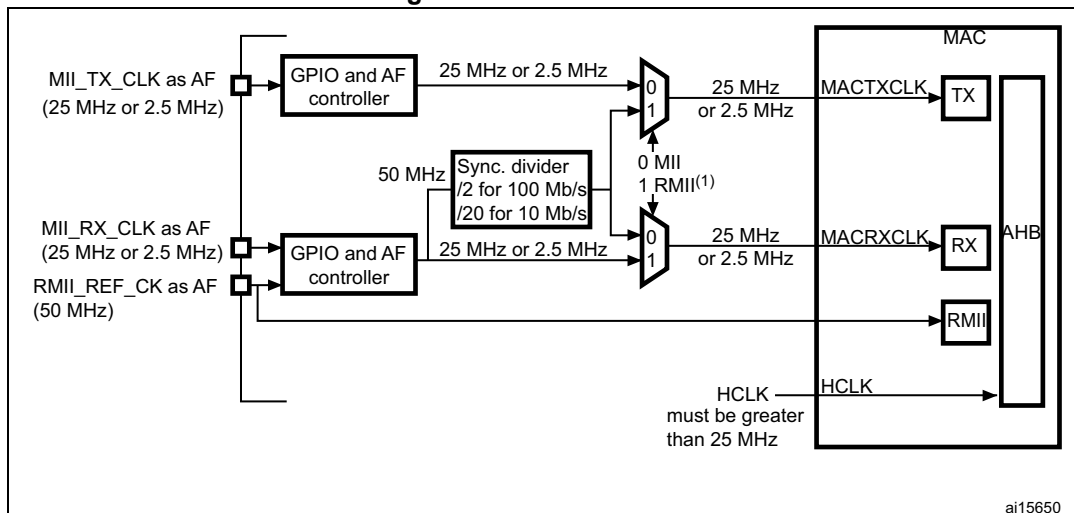 g
MAC
MII_TX_CLK as AF
(25 MHz or 2.5 MHz)
GPIO and AF
controller
25 MHz or 2.5 MHz
0
1
25 MHz
or 2.5 MHz
MACTXCLK
TX
0 MII
1 RMII(1)
50 MHz
Sync. divider
/2 for 100 Mb/s
/20 for 10 Mb/s
MII_RX_CLK as AF
(25 MHz or 2.5 MHz)
GPIO and AF
controller
25 MHz or 2.5 MHz
0
1
25 MHz
or 2.5 MHz
MACRXCLK
RX
AHB
RMII_REF_CK as AF
(50 MHz)
RMII
HCLK
must be greater
than 25 MHz
HCLK
ai15650